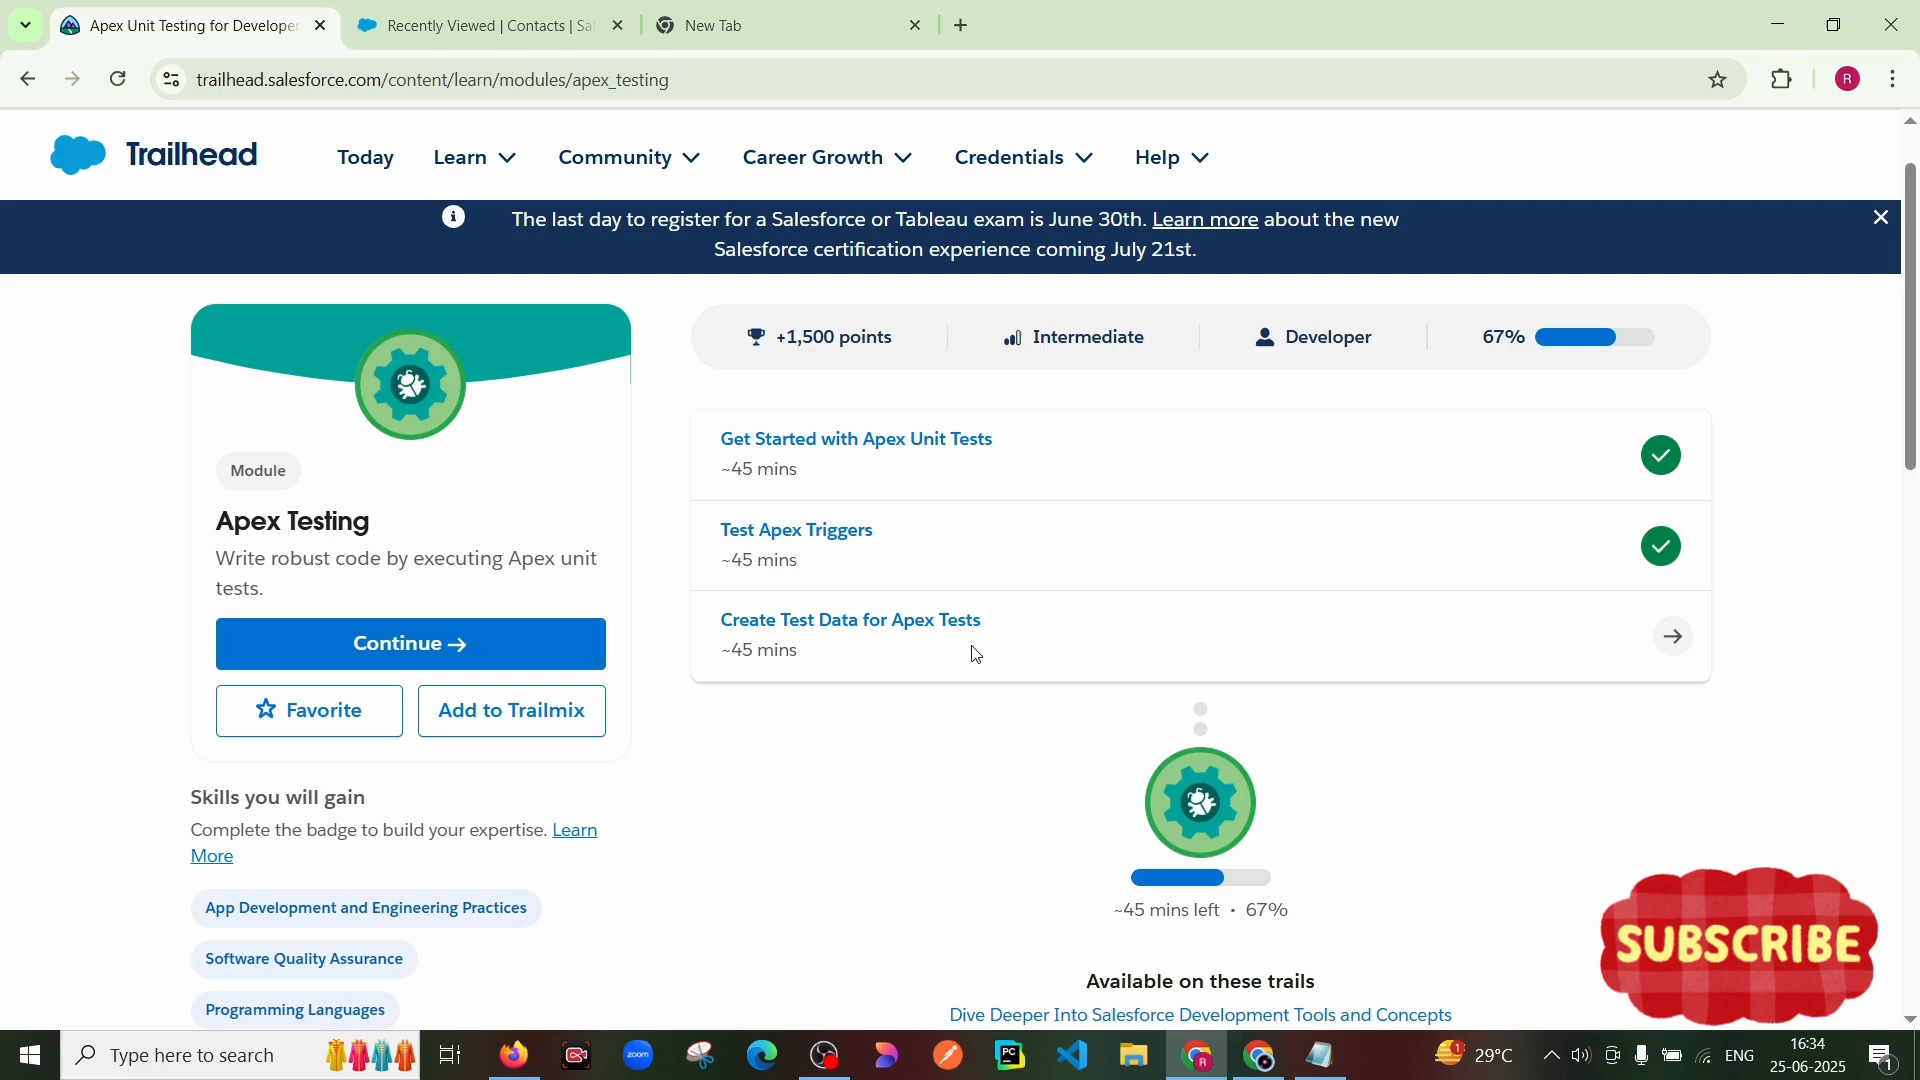 Apex Unit Testing for Developer
Recently Viewed | Contacts | Sal
New Tab
trailhead.salesforce.com/content/learn/modules/apex_testing
R
Trailhead
Today
Learn
Community
Career Growth
Credentials
Help
The last day to register for a Salesforce or Tableau exam is June 30th. Learn more about the new
Salesforce certification experience coming July 21st.
+1,500 points
Intermediate
Developer
67%
Module
Apex Testing
Write robust code by executing Apex unit
tests.
Continue →
Favorite
Add to Trailmix
Skills you will gain
Complete the badge to build your expertise. Learn
More
App Development and Engineering Practices
Software Quality Assurance
Programming Languages
Get Started with Apex Unit Tests
~45 mins
Test Apex Triggers
~45 mins
Create Test Data for Apex Tests
~45 mins
~45 mins left • 67%
Available on these trails
Dive Deeper Into Salesforce Development Tools and Concepts
SUBSCRIBE
Type here to search
zoom
PC
R
1
29°C
ENG
16:34
25-06-2025
1